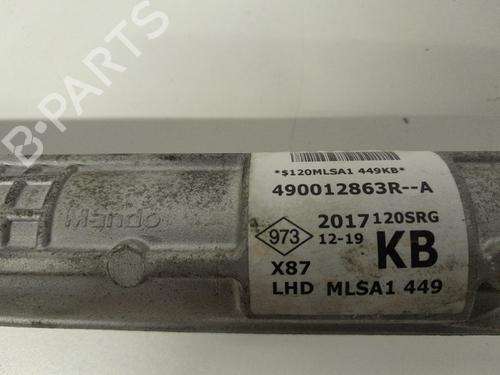 B-PARTS
Mando
*$120MLSA1 449KB*
490012863R--A
973
2017 120SRG
12-19 KB
X87
LHD MLSA1 449